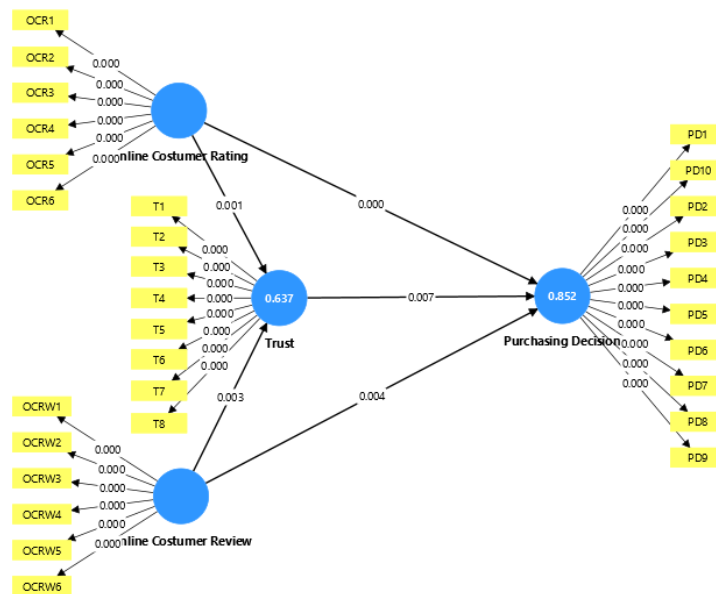 OCR1
OCR2
OCR3
OCR4
OCR5
OCR6
0.000
0.000
0.000
0.000
0.000
0.000
nline Costumer Rating
0.001
0.000
T1
T2
T3
T4
T5
T6
T7
T8
0.000
0.000
0.000
0.000
0.000
0.000
0.000
0.000
0.637
Trust
0.007
0.003
0.004
0.852
Purchasing Decision
0.000
0.000
0.000
0.000
0.000
0.000
0.000
0.000
0.000
0.000
PD1
PD10
PD2
PD3
PD4
PD5
PD6
PD7
PD8
PD9
OCRW1
OCRW2
OCRW3
OCRW4
OCRW5
OCRW6
0.000
0.000
0.000
0.000
0.000
0.000
nline Costumer Review